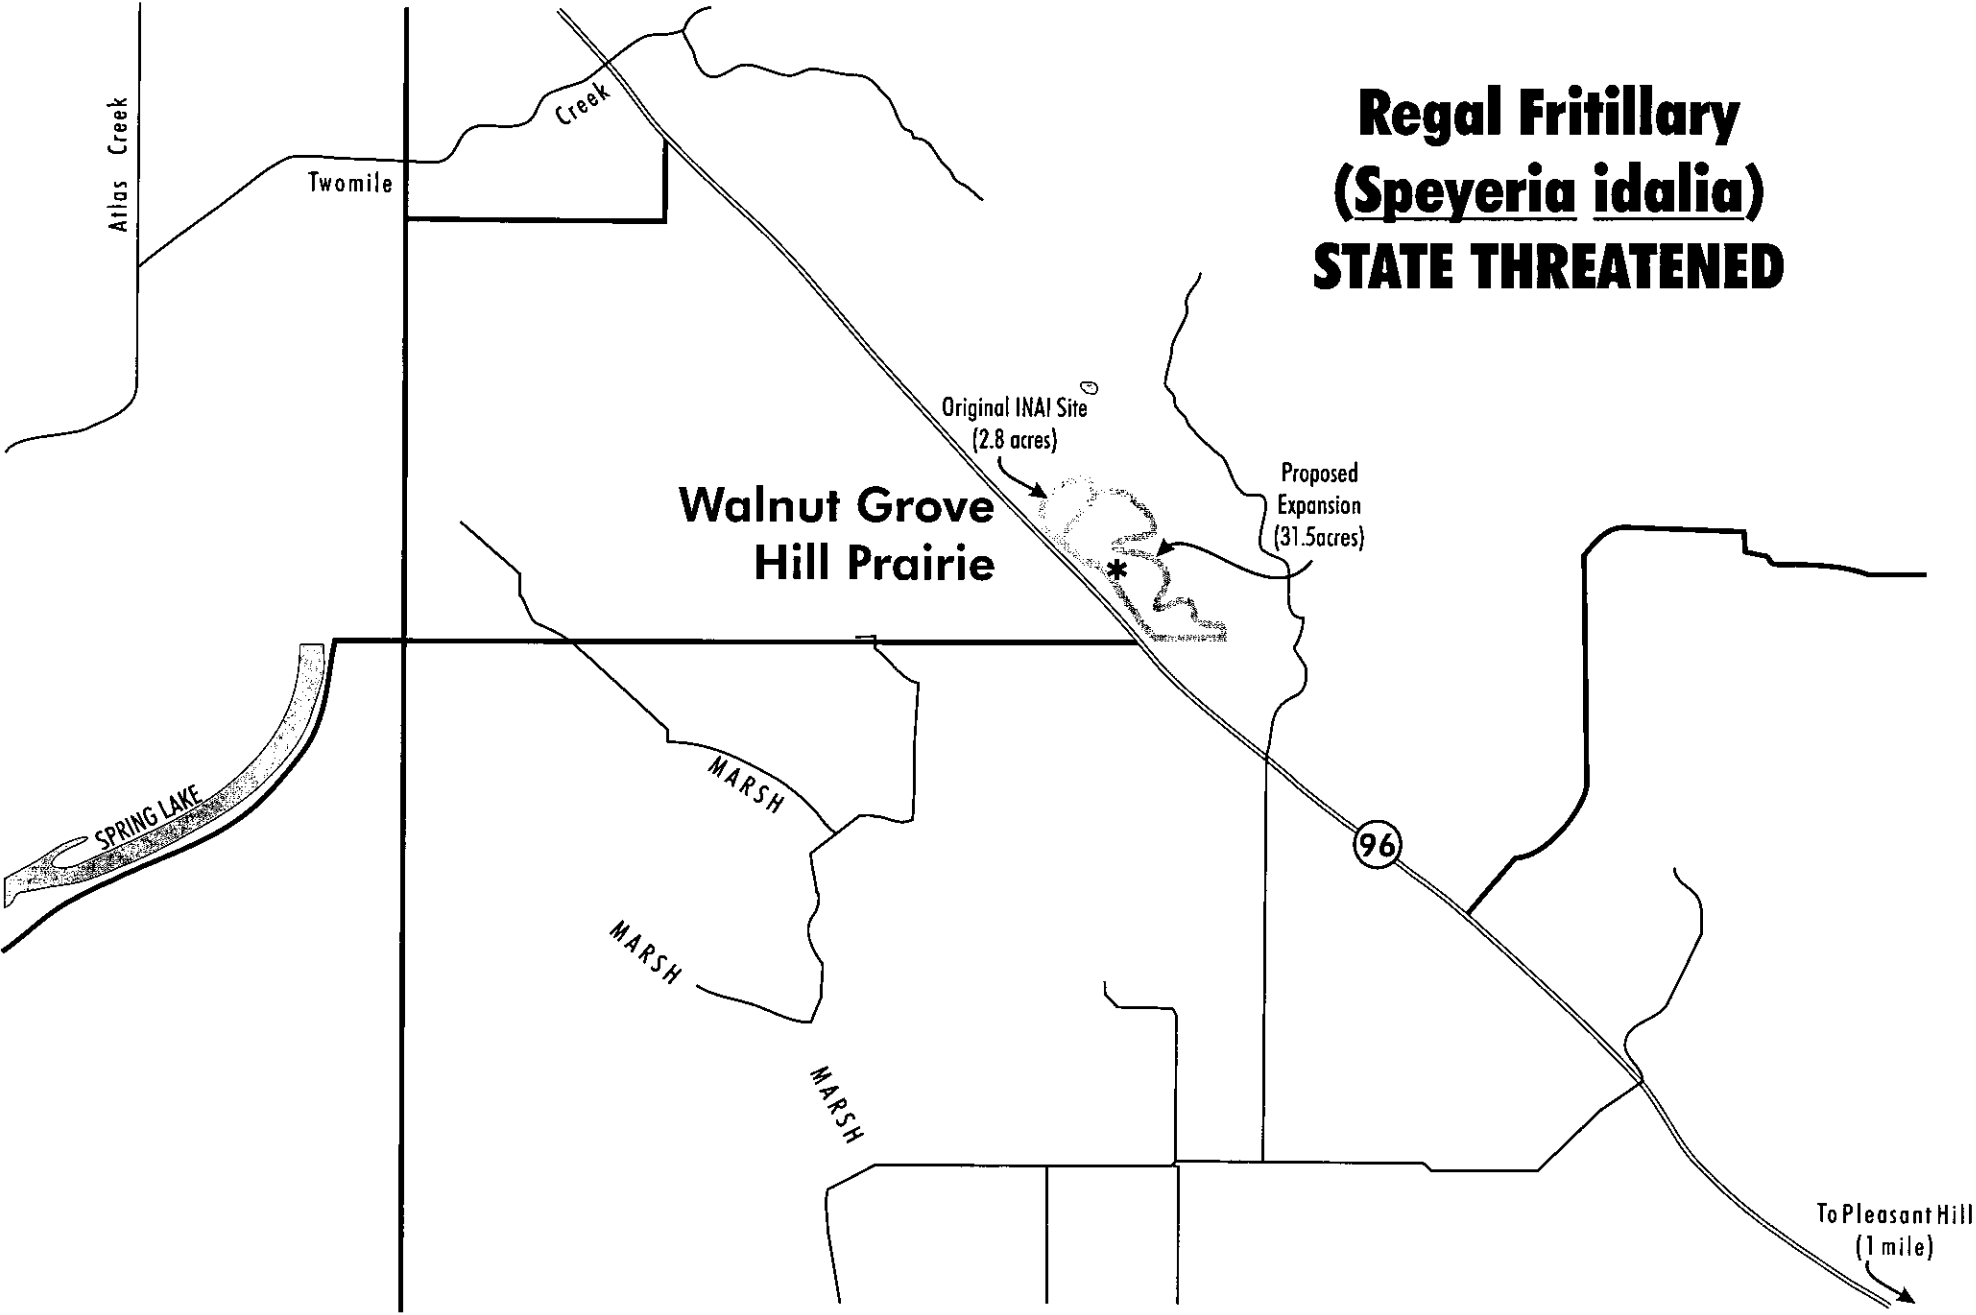 Regal Fritillary
(Speyeria idalia)
STATE THREATENED
Atlas Creek
Twomile
Creek
Original INAI Site
(2.8 acres)
Proposed
Expansion
(31.5acres)
Walnut Grove
Hill Prairie
*
SPRING LAKE
MARSH
96
MARSH
MARSH
To Pleasant Hill
(1 mile)